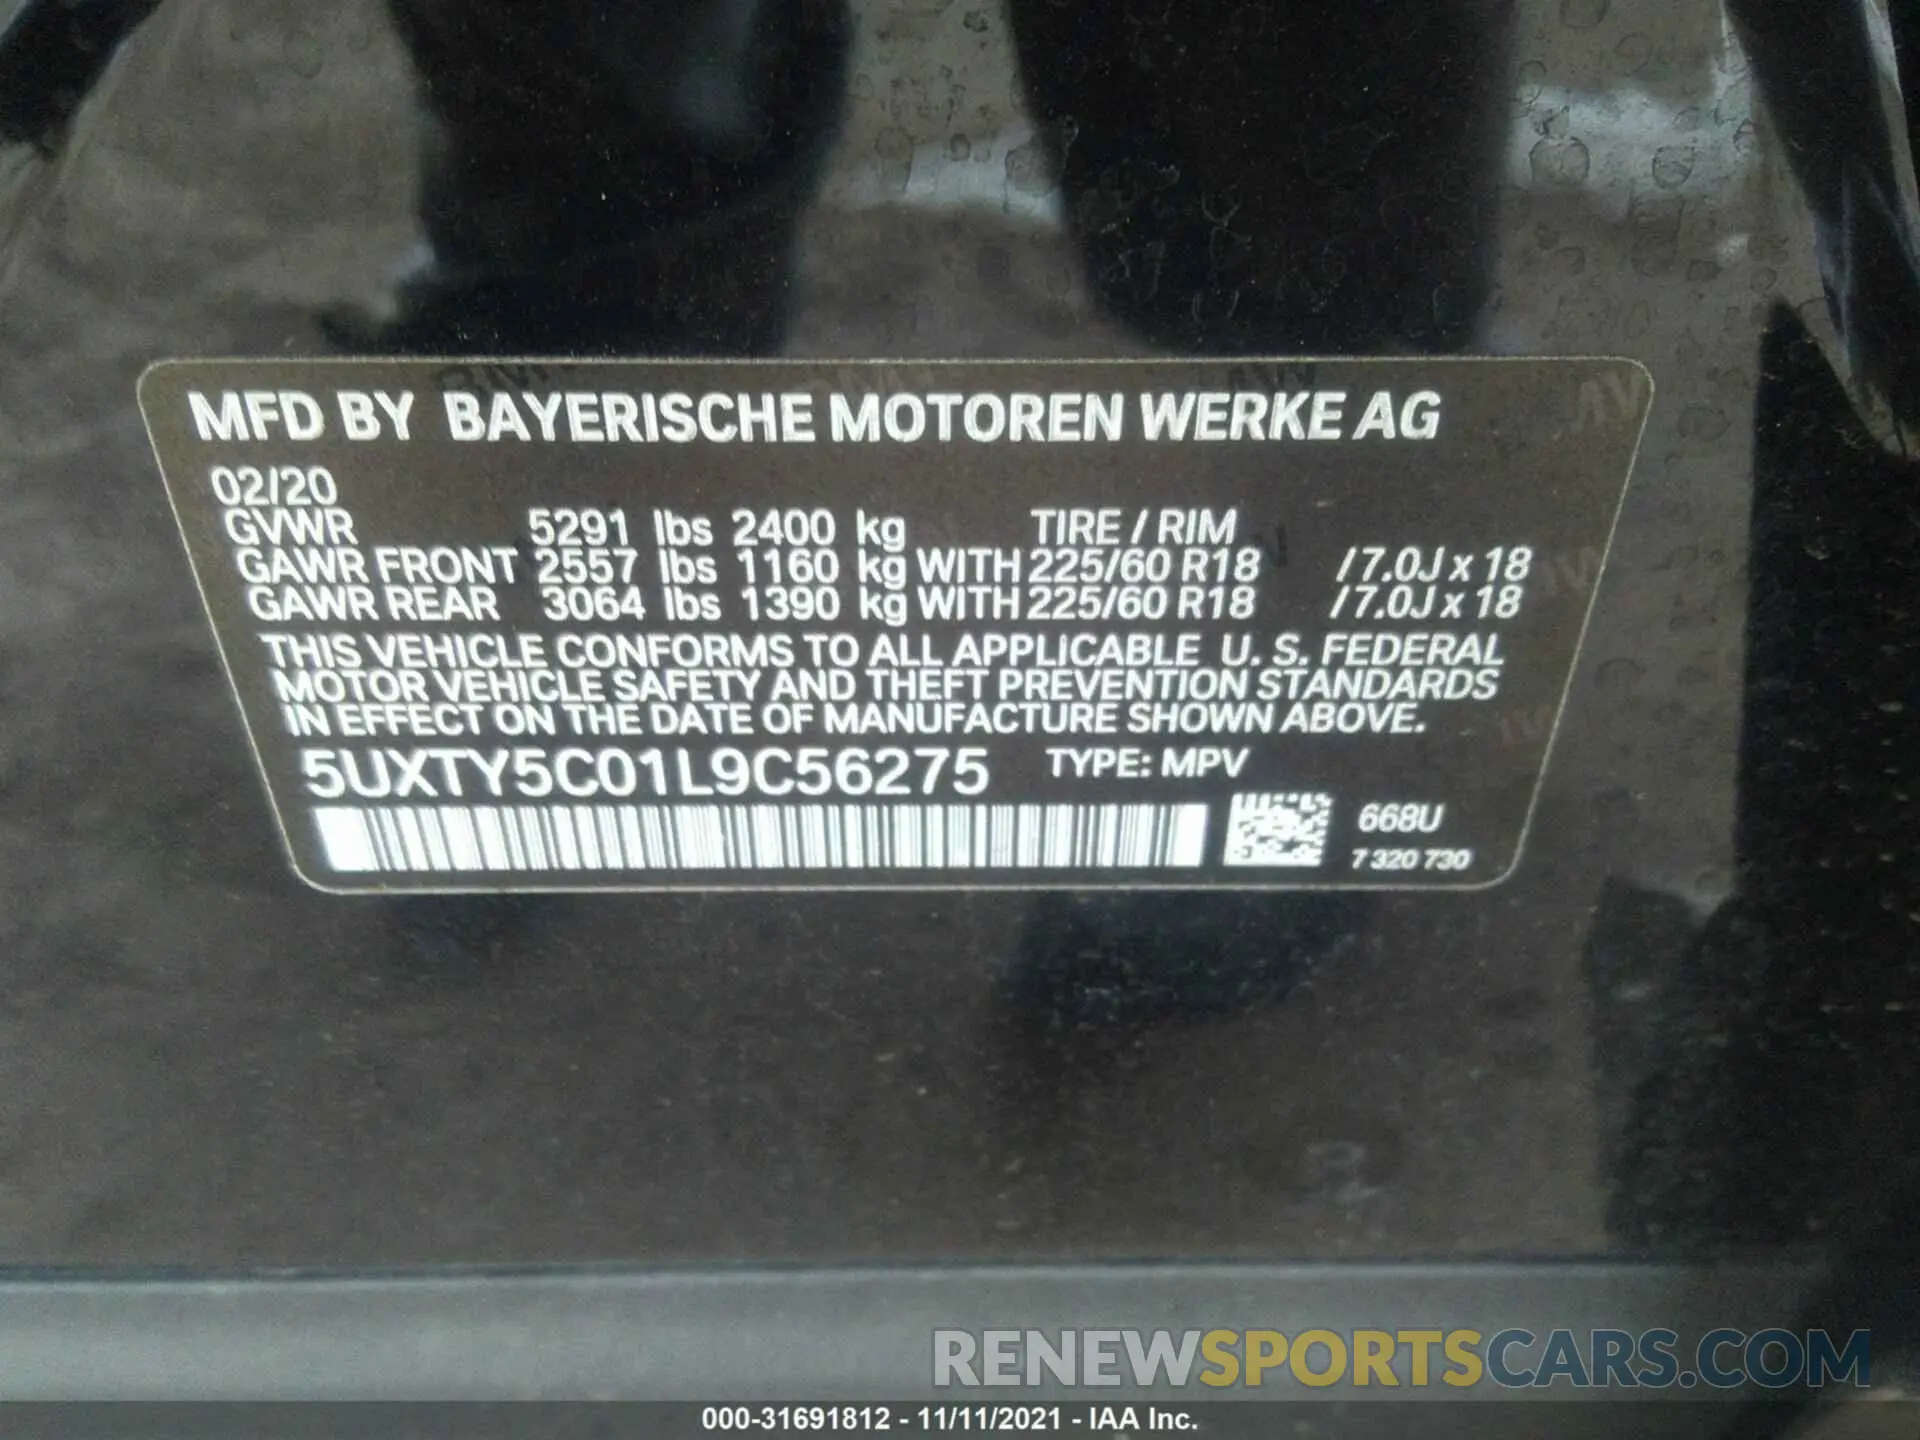 MFD BY BAYERISCHE MOTOREN WERKE AG
02/20
GVWR 5291 lbs 2400 kg TIRE / RIM
GAWR FRONT 2557 lbs 1160 kg WITH 225/60 R18 / 7.0J x 18
GAWR REAR 3064 lbs 1390 kg WITH 225/60 R18 / 7.0J x 18
THIS VEHICLE CONFORMS TO ALL APPLICABLE U. S. FEDERAL
MOTOR VEHICLE SAFETY AND THEFT PREVENTION STANDARDS
IN EFFECT ON THE DATE OF MANUFACTURE SHOWN ABOVE.
5UXTY5C01L9C56275 TYPE: MPV
668U
7 320 730
RENEWSPORTSCARS.COM
000-31691812 - 11/11/2021 - IAA Inc.